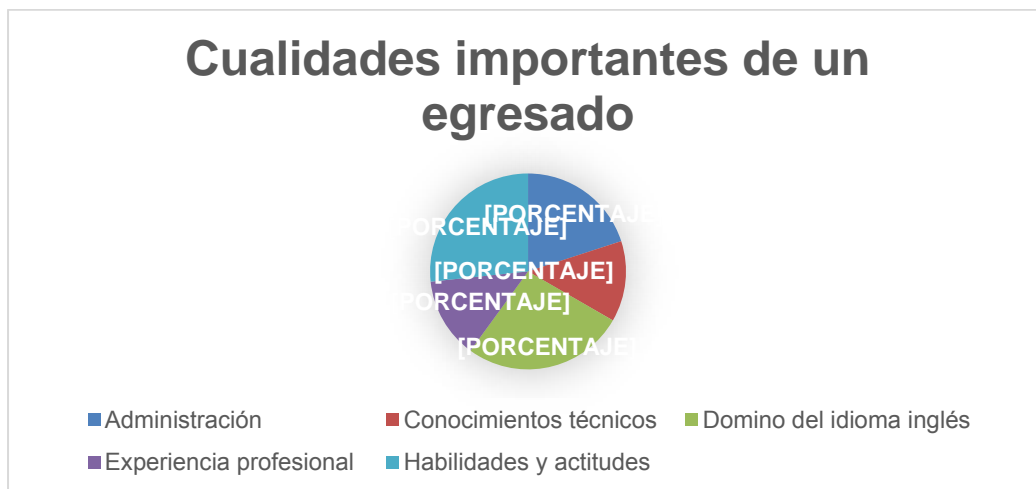 Cualidades importantes de un
egresado
[PORCENTAJE]
PORCENTAJE]
[PORCENTAJE]
PORCENTAJE]
[PORCENTAJE]
Administración
Conocimientos técnicos
Domino del idioma inglés
Experiencia profesional
Habilidades y actitudes